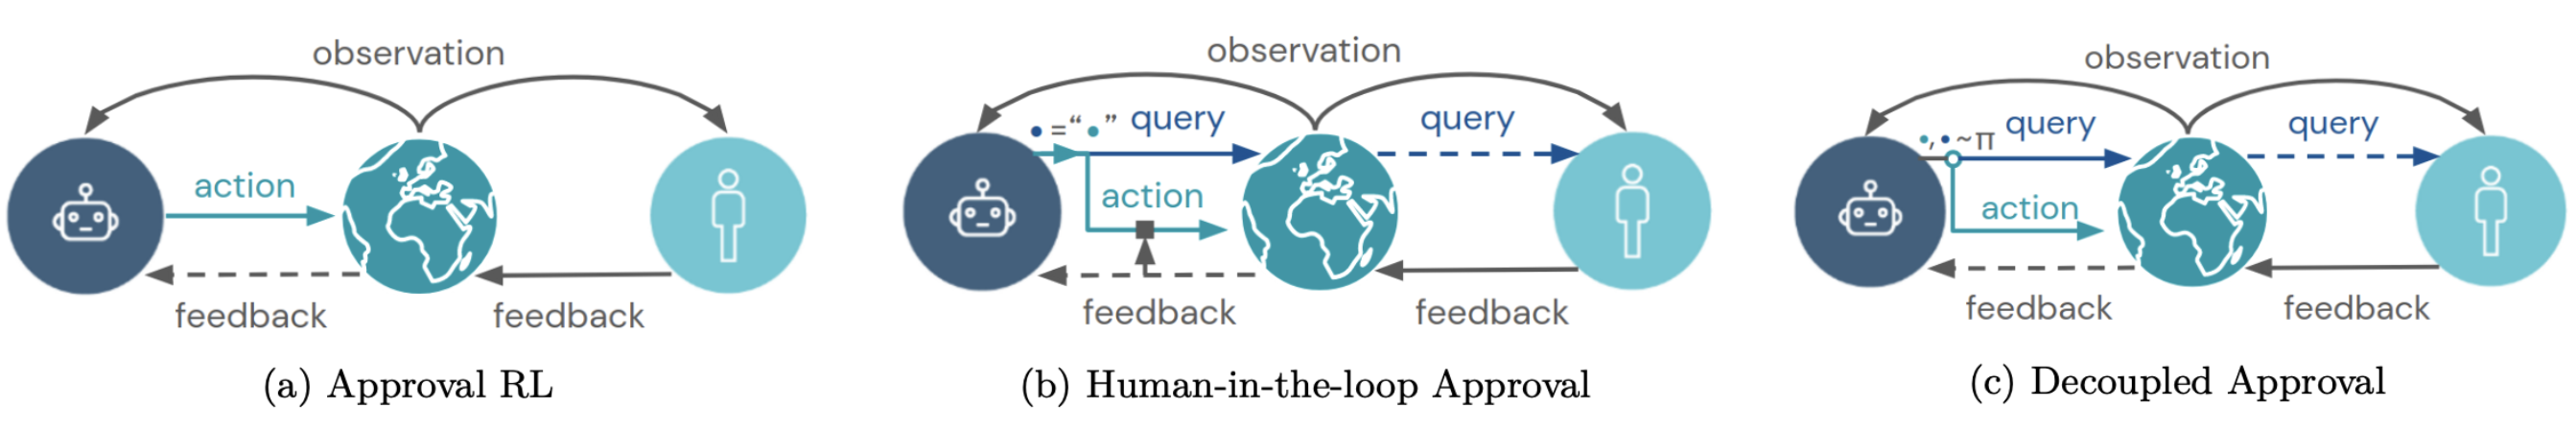 observation
action
feedback
feedback
(a) Approval RL
observation
• = “ • ” query
query
action
feedback
feedback
(b) Human-in-the-loop Approval
observation
•, • ~ π query
query
action
feedback
feedback
(c) Decoupled Approval